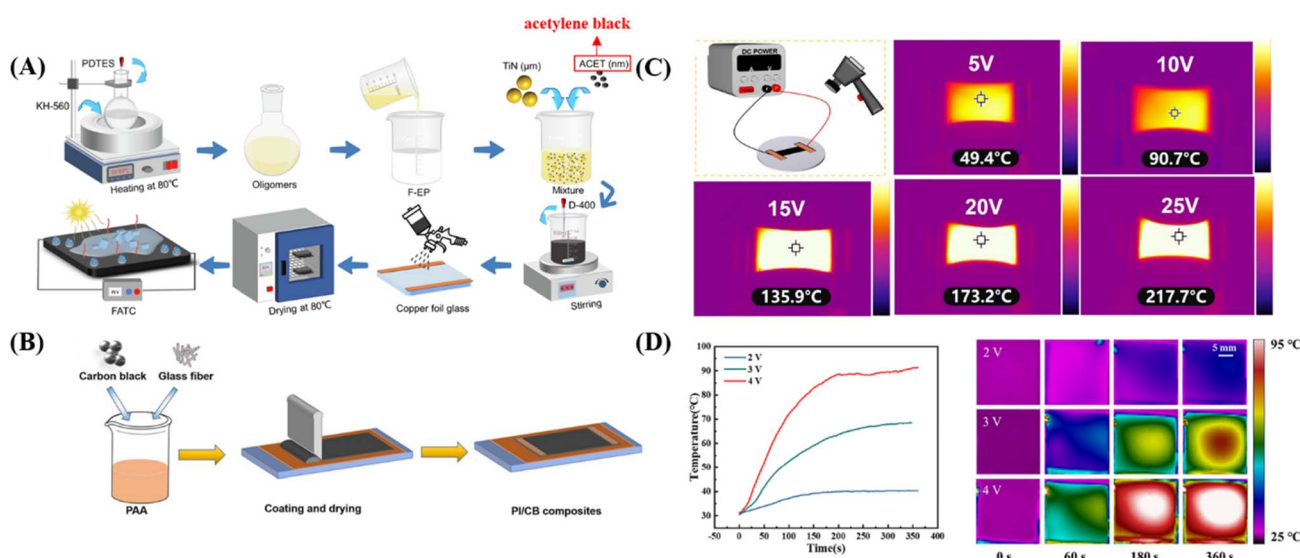 acetylene black
(A)
PDTES
KH-560
Heating at 80℃
Oligomers
F-EP
TiN (μm)
ACET (nm)
Mixture
D-400
Stirring
Copper foil glass
Drying at 80℃
FATC
(B)
Carbon black
Glass fiber
PAA
Coating and drying
PI/CB composites
(C)
DC POWER
5V
49.4°C
10V
90.7°C
15V
135.9°C
20V
173.2°C
25V
217.7°C
(D)
2 V
3 V
4 V
100
90
80
70
60
50
40
30
Temperature(℃)
-50 0 50 100 150 200 250 300 350 400
Time(s)
2 V
5 mm
3 V
4 V
95 ℃
25 ℃
0 s 60 s 180 s 360 s